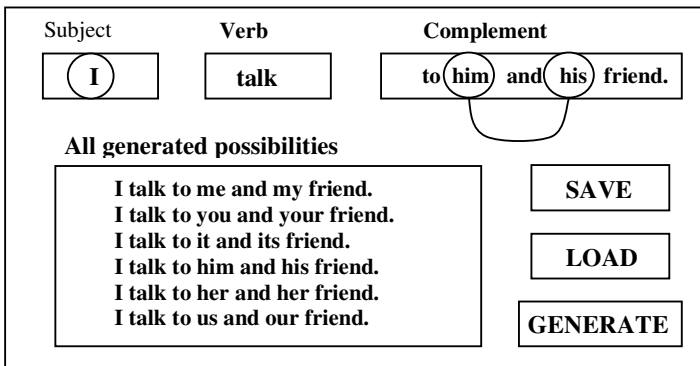 Subject Verb Complement
I talk to him and his friend.
All generated possibilities
I talk to me and my friend.
I talk to you and your friend.
I talk to it and its friend.
I talk to him and his friend.
I talk to her and her friend.
I talk to us and our friend.
SAVE
LOAD
GENERATE